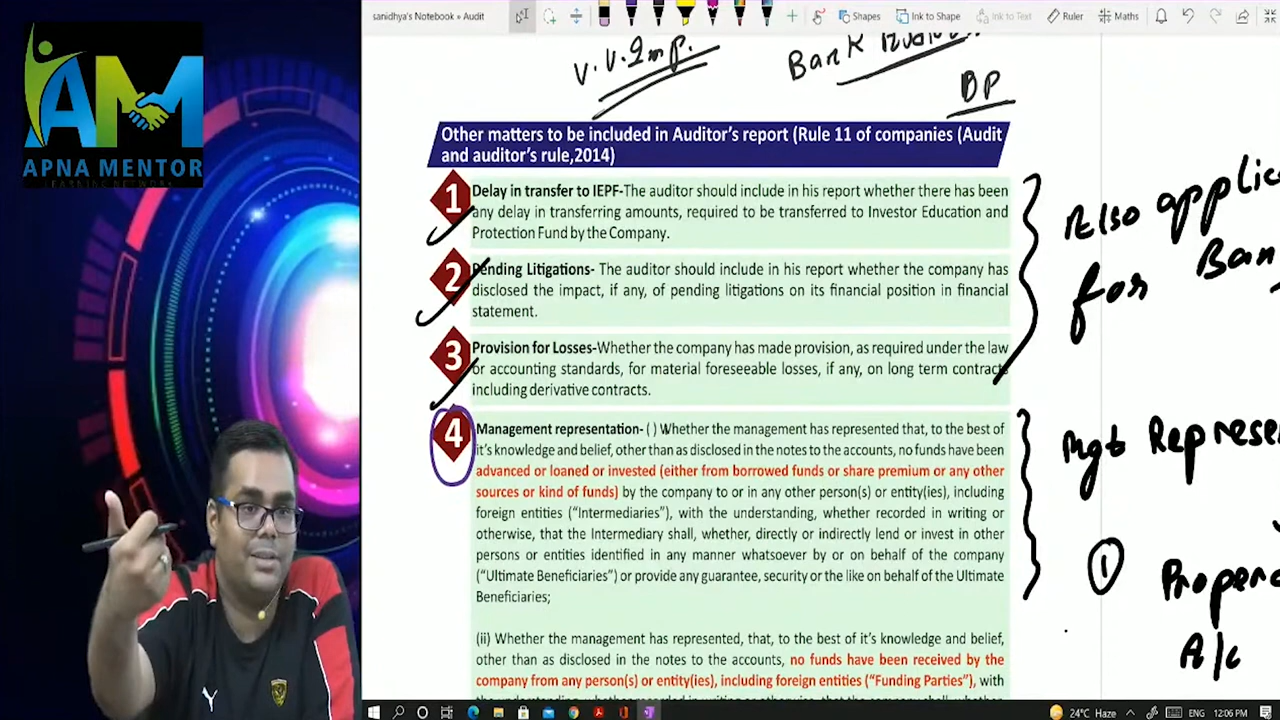 sanidhya's Notebook » Audit
Shapes
Ink to Shape
Ink to Text
Ruler
Maths
AM
APNA MENTOR
LEARNING NETWORK
V.V.Imp.
Bank
BP
Other matters to be included in Auditor's report (Rule 11 of companies (Audit
and auditor's rule,2014)
1
Delay in transfer to IEPF-The auditor should include in his report whether there has been
any delay in transferring amounts, required to be transferred to Investor Education and
Protection Fund by the Company.
2
Pending Litigations- The auditor should include in his report whether the company has
disclosed the impact, if any, of pending litigations on its financial position in financial
statement.
3
Provision for Losses-Whether the company has made provision, as required under the law
or accounting standards, for material foreseeable losses, if any, on long term contracts
including derivative contracts.
Also applic
for Ban
4
Management representation- ( ) Whether the management has represented that, to the best of
it's knowledge and belief, other than as disclosed in the notes to the accounts, no funds have been
advanced or loaned or invested (either from borrowed funds or share premium or any other
sources or kind of funds) by the company to or in any other person(s) or entity(ies), including
foreign entities ("Intermediaries"), with the understanding, whether recorded in writing or
otherwise, that the Intermediary shall, whether, directly or indirectly lend or invest in other
persons or entities identified in any manner whatsoever by or on behalf of the company
("Ultimate Beneficiaries") or provide any guarantee, security or the like on behalf of the Ultimate
Beneficiaries;
Mgt Represe
1
A/c
(ii) Whether the management has represented, that, to the best of it's knowledge and belief,
other than as disclosed in the notes to the accounts, no funds have been received by the
company from any person(s) or entity(ies), including foreign entities ("Funding Parties"), with
24°C Haze
ENG
12:06 PM